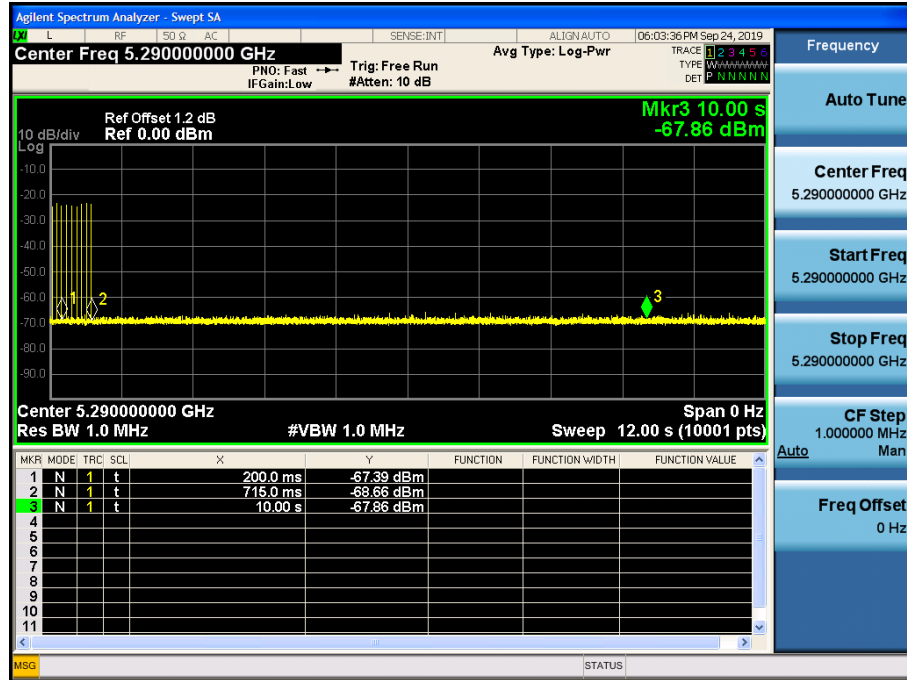 Agilent Spectrum Analyzer - Swept SA
LXI L RF 50 Ω AC SENSE:INT ALIGN AUTO 06:03:36 PM Sep 24, 2019
Center Freq 5.290000000 GHz Avg Type: Log-Pwr TRACE 1 2 3 4 5 6
PNO: Fast Trig: Free Run TYPE W
IFGain:Low #Atten: 10 dB DET P N N N N N
Frequency
Auto Tune
Center Freq
5.290000000 GHz
Start Freq
5.290000000 GHz
Stop Freq
5.290000000 GHz
CF Step
1.000000 MHz
Auto Man
Freq Offset
0 Hz
Mkr3 10.00 s
-67.86 dBm
Ref Offset 1.2 dB
10 dB/div Ref 0.00 dBm
Log
-10.0
-20.0
-30.0
-40.0
-50.0
-60.0
-70.0
-80.0
-90.0
1 2 3
Center 5.290000000 GHz Span 0 Hz
Res BW 1.0 MHz #VBW 1.0 MHz Sweep 12.00 s (10001 pts)
MKR MODE TRC SCL X Y FUNCTION FUNCTION WIDTH FUNCTION VALUE
1 N 1 t 200.0 ms -67.39 dBm
2 N 1 t 715.0 ms -68.66 dBm
3 N 1 t 10.00 s -67.86 dBm
4
5
6
7
8
9
10
11
MSG STATUS